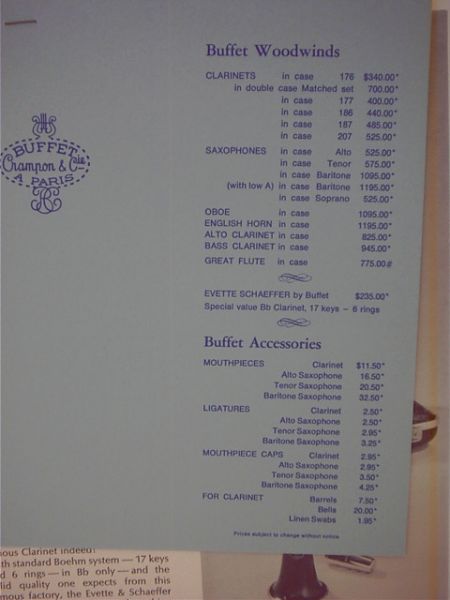 BUFFET
Crampon & Cie
A PARIS
Buffet Woodwinds
CLARINETS in case 176 $340.00*
in double case Matched set 700.00*
in case 177 400.00*
in case 186 440.00*
in case 187 485.00*
in case 207 525.00*
SAXOPHONES in case Alto 525.00*
in case Tenor 575.00*
in case Baritone 1095.00*
(with low A) in case Baritone 1195.00*
in case Soprano 525.00*
OBOE in case 1095.00*
ENGLISH HORN in case 1195.00*
ALTO CLARINET in case 825.00*
BASS CLARINET in case 945.00*
GREAT FLUTE in case 775.00#
EVETTE SCHAEFFER by Buffet $235.00*
Special value Bb Clarinet, 17 keys – 6 rings
Buffet Accessories
MOUTHPIECES Clarinet $11.50*
Alto Saxophone 16.50*
Tenor Saxophone 20.50*
Baritone Saxophone 32.50*
LIGATURES Clarinet 2.50*
Alto Saxophone 2.50*
Tenor Saxophone 2.95*
Baritone Saxophone 3.25*
MOUTHPIECE CAPS Clarinet 2.95*
Alto Saxophone 2.95*
Tenor Saxophone 3.50*
Baritone Saxophone 4.25*
FOR CLARINET Barrels 7.50*
Bells 20.00*
Linen Swabs 1.95*
Prices subject to change without notice
ous Clarinet indeed!
th standard Boehm system — 17 keys
d 6 rings — in Bb only — and the
lid quality one expects from this
mous factory, the Evette & Schaeffer